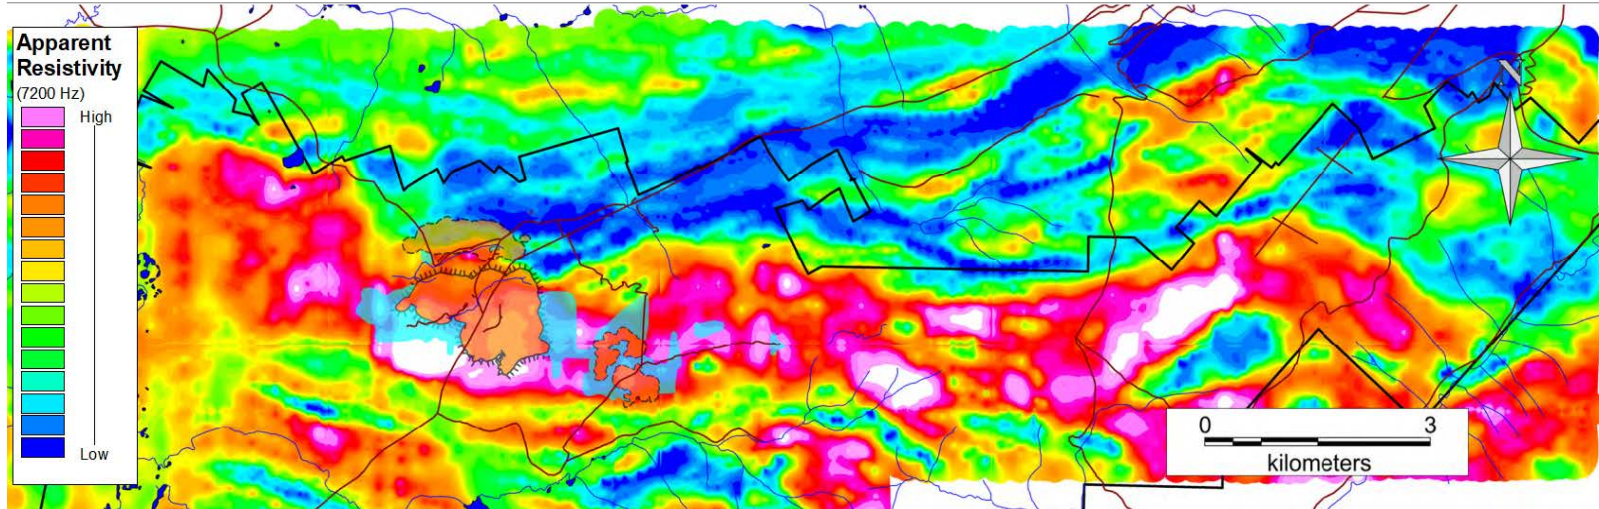 Apparent
Resistivity
(7200 Hz)
High
Low
N
0 3
kilometers